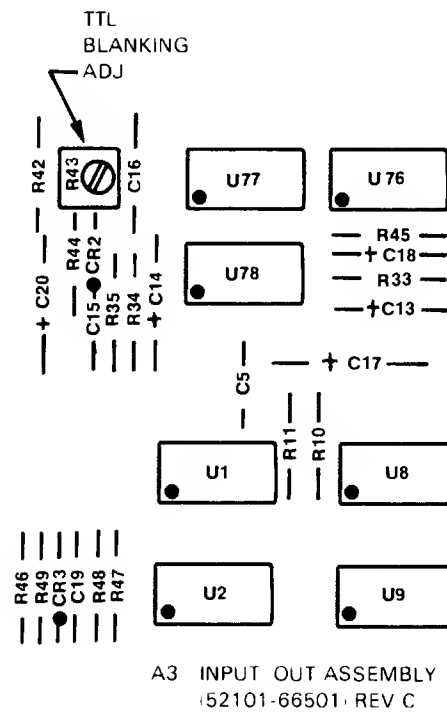 TTL
BLANKING
ADJ
R42
R43
C16
U77
U76
R44
CR2
U78
R45
+ C18
R33
+ C13
+ C20
C15
R35
R34
+ C14
C5
+ C17
R11
R10
U1
U8
R46
R49
CR3
C19
R48
R47
U2
U9
A3 INPUT OUT ASSEMBLY
(52101-66501) REV C